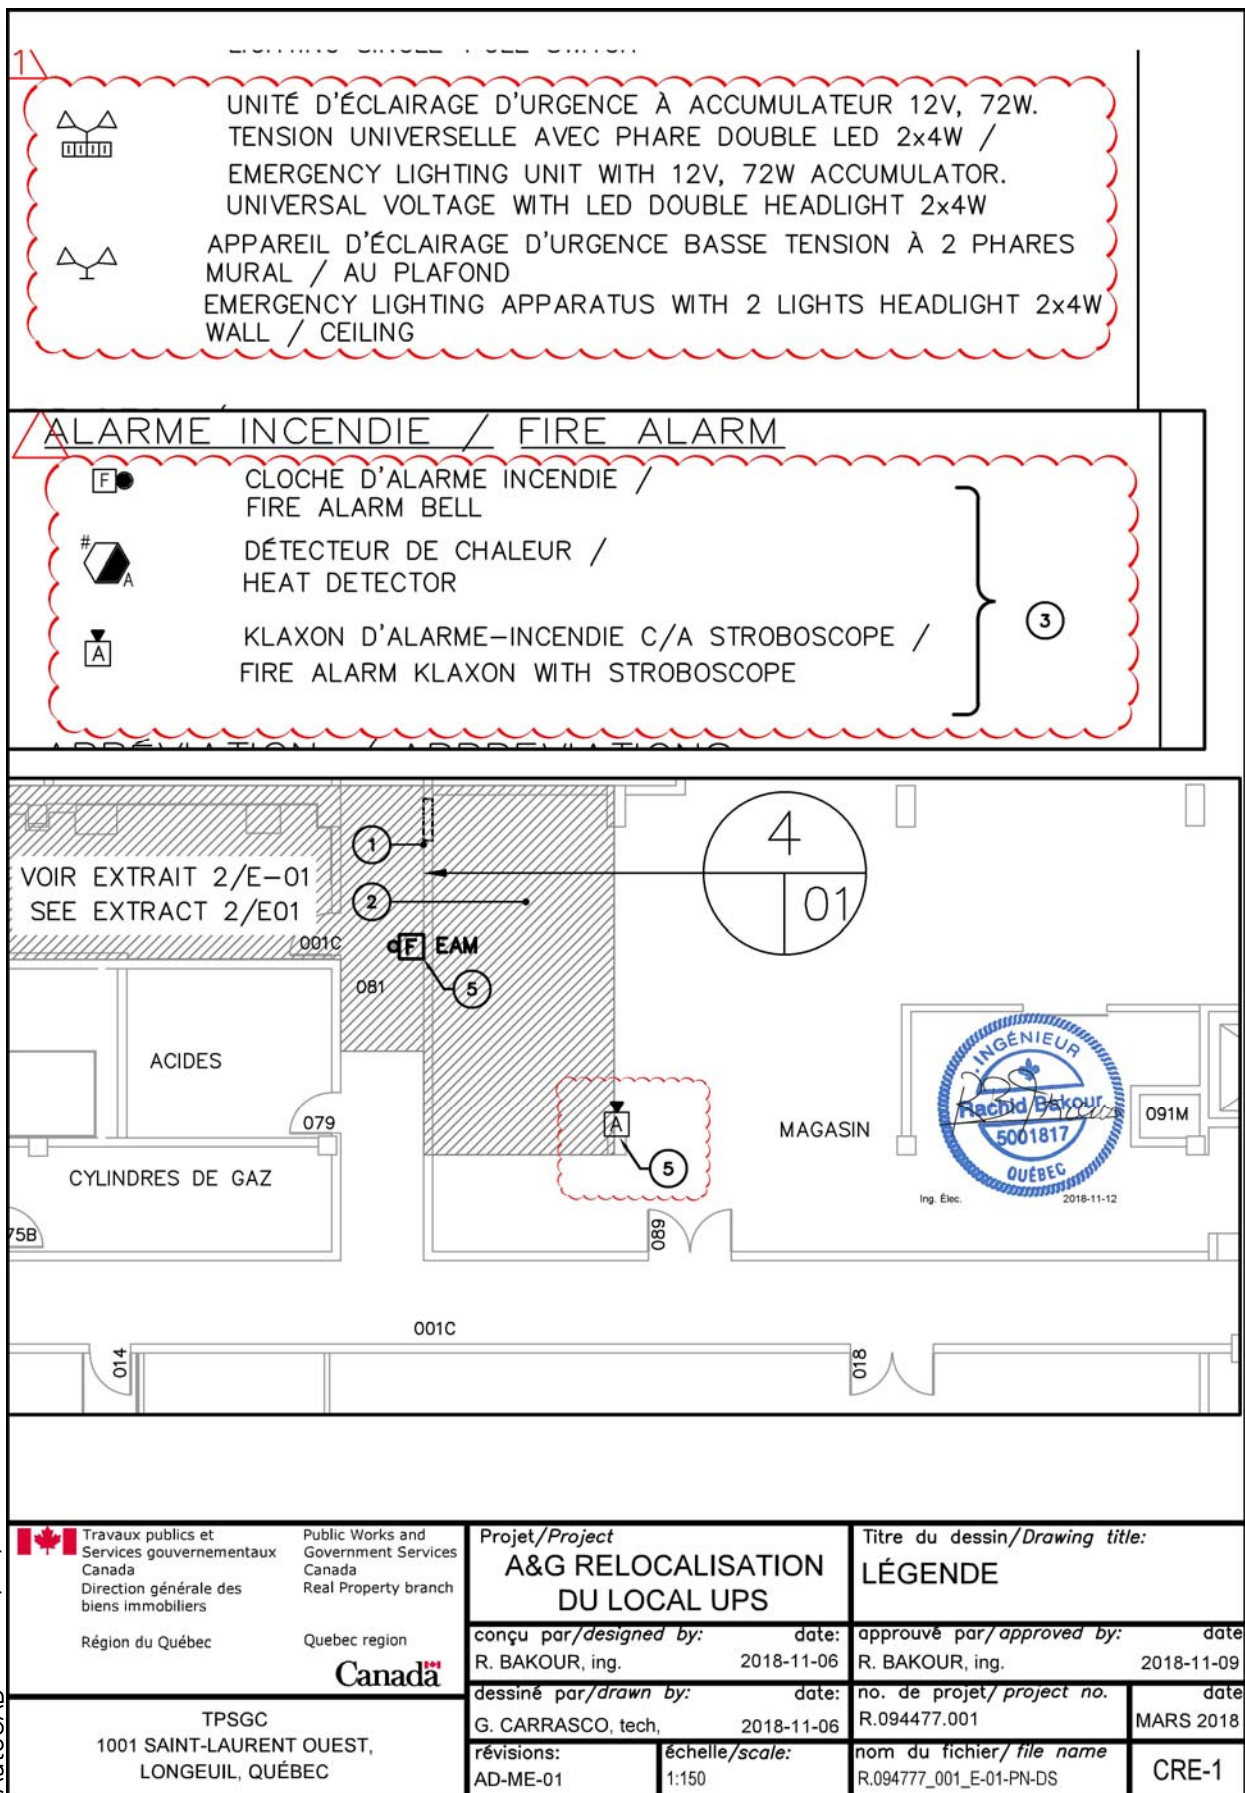 1
UNITÉ D'ÉCLAIRAGE D'URGENCE À ACCUMULATEUR 12V, 72W.
TENSION UNIVERSELLE AVEC PHARE DOUBLE LED 2x4W /
EMERGENCY LIGHTING UNIT WITH 12V, 72W ACCUMULATOR.
UNIVERSAL VOLTAGE WITH LED DOUBLE HEADLIGHT 2x4W
APPAREIL D'ÉCLAIRAGE D'URGENCE BASSE TENSION À 2 PHARES
MURAL / AU PLAFOND
EMERGENCY LIGHTING APPARATUS WITH 2 LIGHTS HEADLIGHT 2x4W
WALL / CEILING
ALARME INCENDIE / FIRE ALARM
F
CLOCHE D'ALARME INCENDIE /
FIRE ALARM BELL
#
A
DÉTECTEUR DE CHALEUR /
HEAT DETECTOR
3
A
KLAXON D'ALARME-INCENDIE C/A STROBOSCOPE /
FIRE ALARM KLAXON WITH STROBOSCOPE
1
4
01
VOIR EXTRAIT 2/E-01
SEE EXTRACT 2/E01
2
001C
F EAM
081
5
ACIDES
079
A
5
MAGASIN
INGÉNIEUR
Rachid Bakour
5001817
QUÉBEC
Ing. Élec.
2018-11-12
091M
CYLINDRES DE GAZ
75B
089
001C
014
018
Travaux publics et
Services gouvernementaux
Canada
Direction générale des
biens immobiliers
Région du Québec
Public Works and
Government Services
Canada
Real Property branch
Quebec region
Canada
TPSGC
1001 SAINT-LAURENT OUEST,
LONGEUIL, QUÉBEC
Projet/Project
A&G RELOCALISATION
DU LOCAL UPS
Titre du dessin/Drawing title:
LÉGENDE
conçu par/designed by: date:
R. BAKOUR, ing. 2018-11-06
approuvé par/approved by: date
R. BAKOUR, ing. 2018-11-09
dessiné par/drawn by: date:
G. CARRASCO, tech, 2018-11-06
no. de projet/ project no.
R.094477.001
date
MARS 2018
révisions:
AD-ME-01
échelle/scale:
1:150
nom du fichier/ file name
R.094777_001_E-01-PN-DS
CRE-1